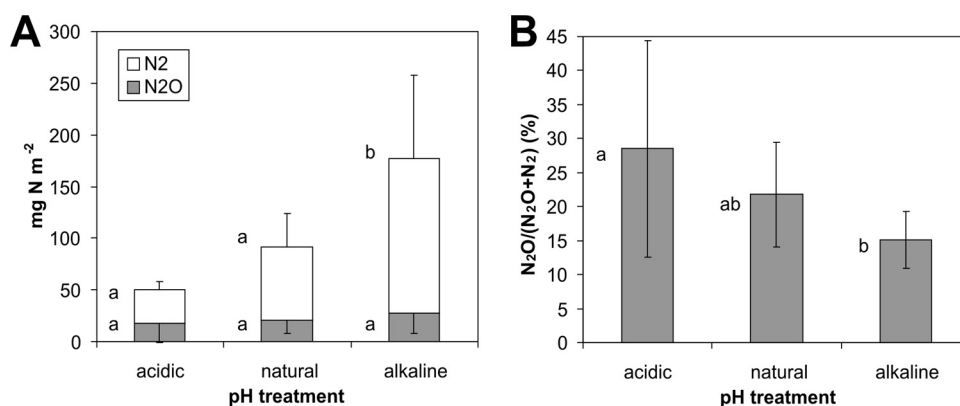 A
300
250
200
150
100
50
0
mg N m⁻²
N2
N2O
a
a
a
a
b
a
acidic
natural
alkaline
pH treatment
B
45
40
35
30
25
20
15
10
5
0
N₂O/(N₂O+N₂) (%)
a
ab
b
acidic
natural
alkaline
pH treatment